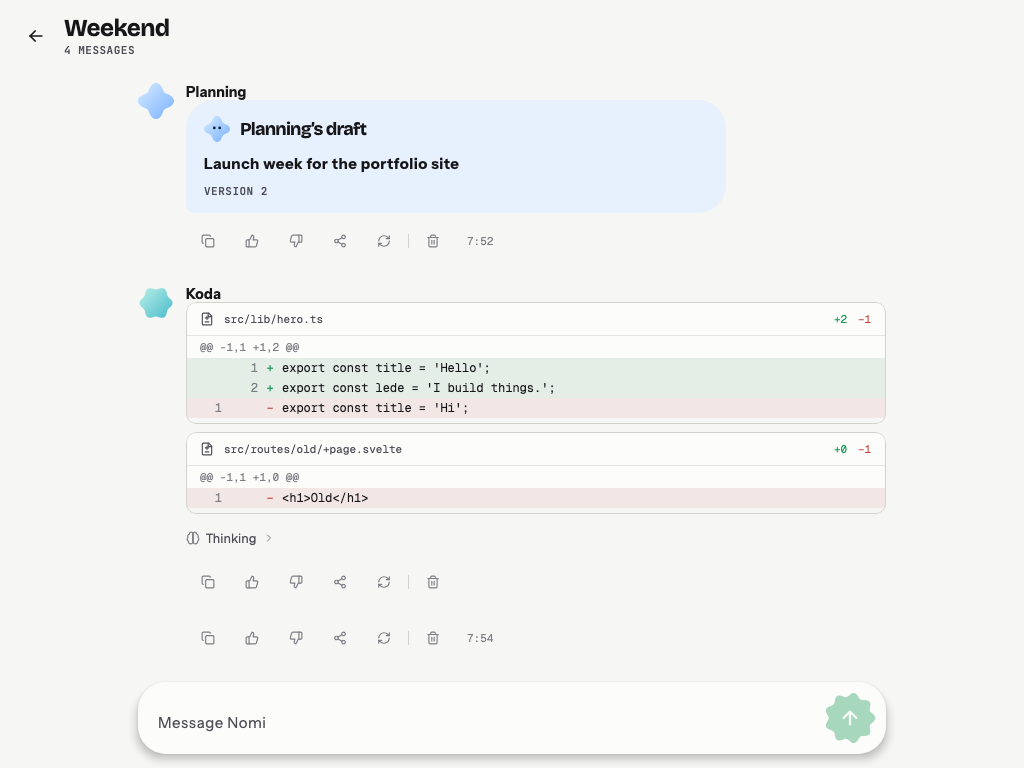 Weekend
4 MESSAGES
Planning
Planning's draft
Launch week for the portfolio site
VERSION 2
7:52
Koda
src/lib/hero.ts +2 −1
@@ -1,1 +1,2 @@
1 + export const title = 'Hello';
2 + export const lede = 'I build things.';
1 − export const title = 'Hi';
src/routes/old/+page.svelte +0 −1
@@ -1,1 +1,0 @@
1 − <h1>Old</h1>
Thinking
7:54
Message Nomi